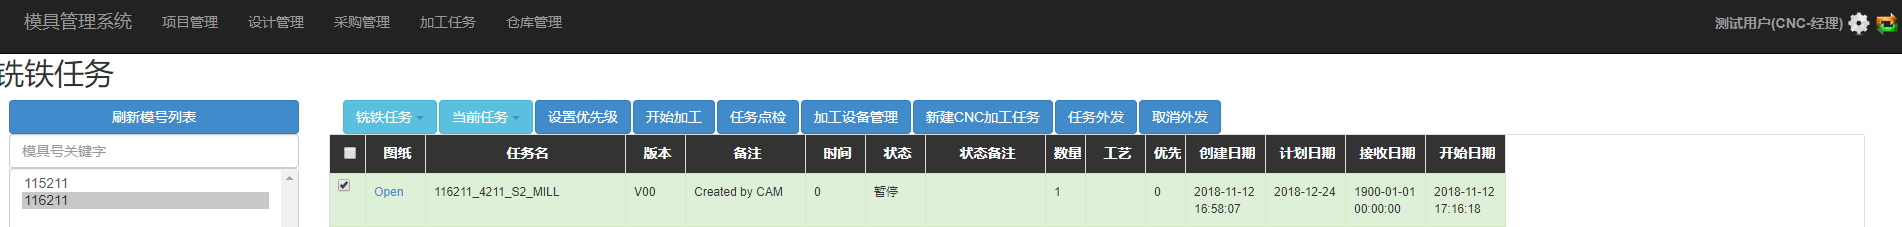 模具管理系统 项目管理 设计管理 采购管理 加工任务 仓库管理 测试用户(CNC-经理)
铣铁任务
刷新模号列表 铣铁任务 当前任务 设置优先级 开始加工 任务点检 加工设备管理 新建CNC加工任务 任务外发 取消外发
模具号关键字
图纸 任务名 版本 备注 时间 状态 状态备注 数量 工艺 优先 创建日期 计划日期 接收日期 开始日期
115211
116211
Open 116211_4211_S2_MILL V00 Created by CAM 0 暂停 1 0 2018-11-12 2018-12-24 1900-01-01 2018-11-12
16:58:07 00:00:00 17:16:18